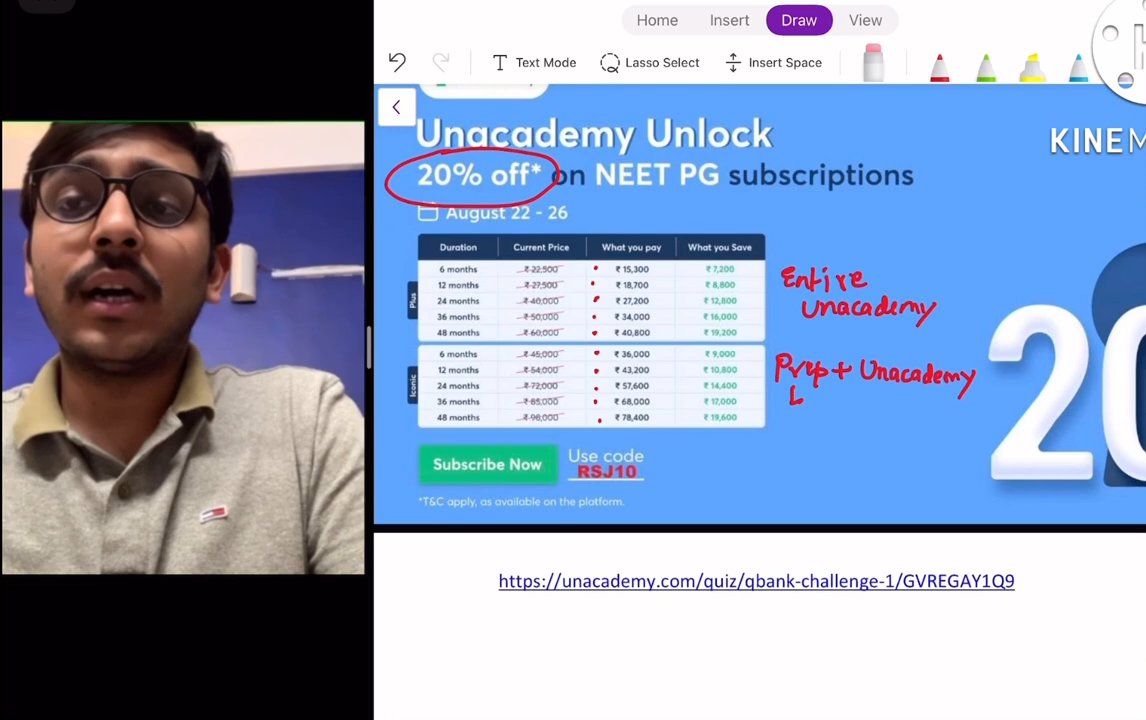 Home Insert Draw View
Text Mode Lasso Select Insert Space
Unacademy Unlock
20% off* on NEET PG subscriptions
August 22 - 26
KINEM
Duration Current Price What you pay What you Save
Plus
6 months ₹ 22,500 ₹ 15,300 ₹ 7,200
12 months ₹ 27,500 ₹ 18,700 ₹ 8,800
24 months ₹ 40,000 ₹ 27,200 ₹ 12,800
36 months ₹ 50,000 ₹ 34,000 ₹ 16,000
48 months ₹ 60,000 ₹ 40,800 ₹ 19,200
Iconic
6 months ₹ 45,000 ₹ 36,000 ₹ 9,000
12 months ₹ 54,000 ₹ 43,200 ₹ 10,800
24 months ₹ 72,000 ₹ 57,600 ₹ 14,400
36 months ₹ 85,000 ₹ 68,000 ₹ 17,000
48 months ₹ 98,000 ₹ 78,400 ₹ 19,600
Entire
unacademy
Prep + Unacademy
20
Subscribe Now
Use code
RSJ10
*T&C apply, as available on the platform.
https://unacademy.com/quiz/qbank-challenge-1/GVREGAY1Q9